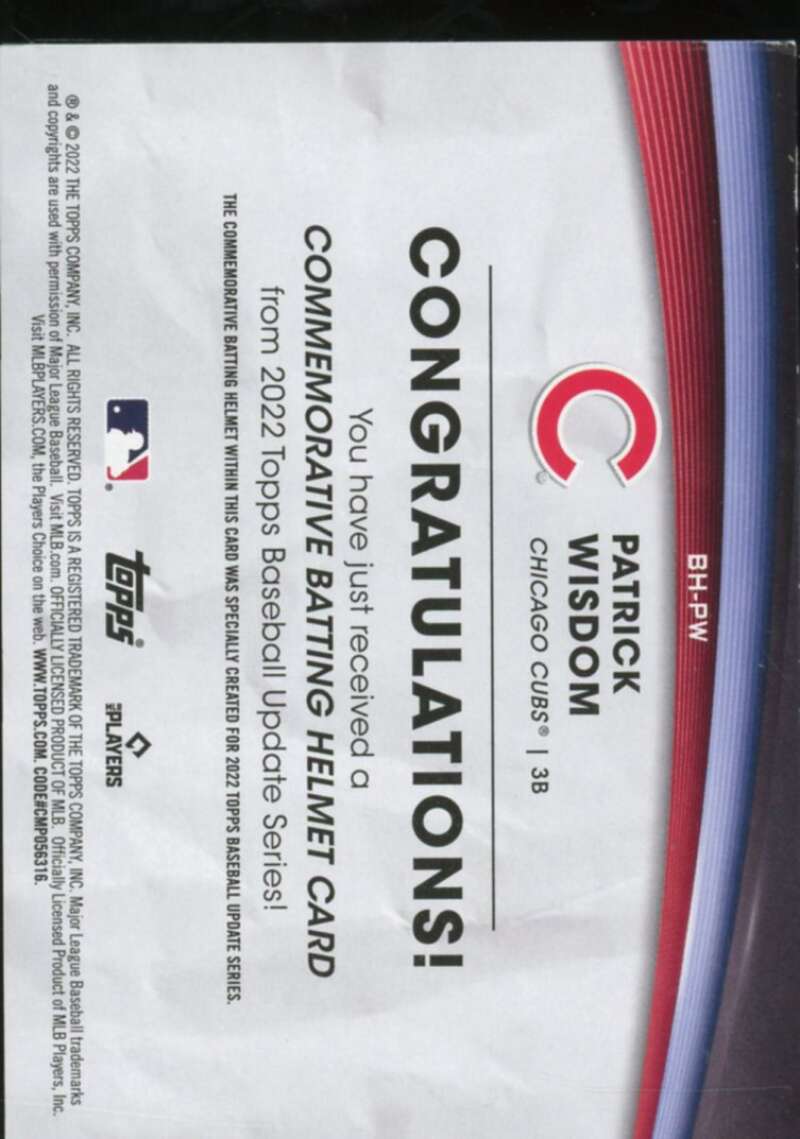 BH-PW
PATRICK
WISDOM
CHICAGO CUBS® | 3B
CONGRATULATIONS!
You have just received a
COMMEMORATIVE BATTING HELMET CARD
from 2022 Topps Baseball Update Series!
THE COMMEMORATIVE BATTING HELMET WITHIN THIS CARD WAS SPECIALLY CREATED FOR 2022 TOPPS BASEBALL UPDATE SERIES.
topps®
MLB PLAYERS
® & © 2022 THE TOPPS COMPANY, INC. ALL RIGHTS RESERVED. TOPPS IS A REGISTERED TRADEMARK OF THE TOPPS COMPANY, INC. Major League Baseball trademarks
and copyrights are used with permission of Major League Baseball. Visit MLB.com. OFFICIALLY LICENSED PRODUCT OF MLB. Officially Licensed Product of MLB Players, Inc.
Visit MLBPLAYERS.COM, the Players Choice on the web. WWW.TOPPS.COM. CODE#CMP056316.